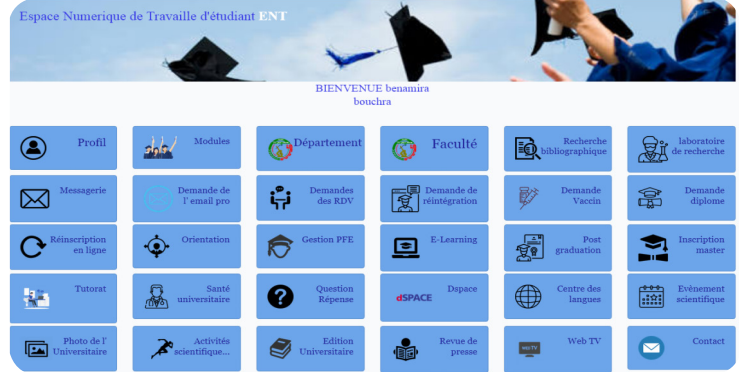 Espace Numerique de Travaille d'étudiant ENT
BIENVENUE benamira
bouchra
Profil
Modules
Département
Faculté
Recherche
bibliographique
laboratoire
de recherche
Messagerie
Demande de
l' email pro
Demandes
des RDV
Demande de
réintégration
Demande
Vaccin
Demande
diplome
Réinscription
en ligne
Orientation
Gestion PFE
E-Learning
Post
graduation
Inscription
master
Tutorat
Santé
universitaire
Question
Répense
dSPACE
Dspace
Centre des
langues
Evènement
scientifique
Photo de l'
Universitaire
Activités
scientifique...
Edition
Universitaire
Revue de
presse
WEB TV
Web TV
Contact